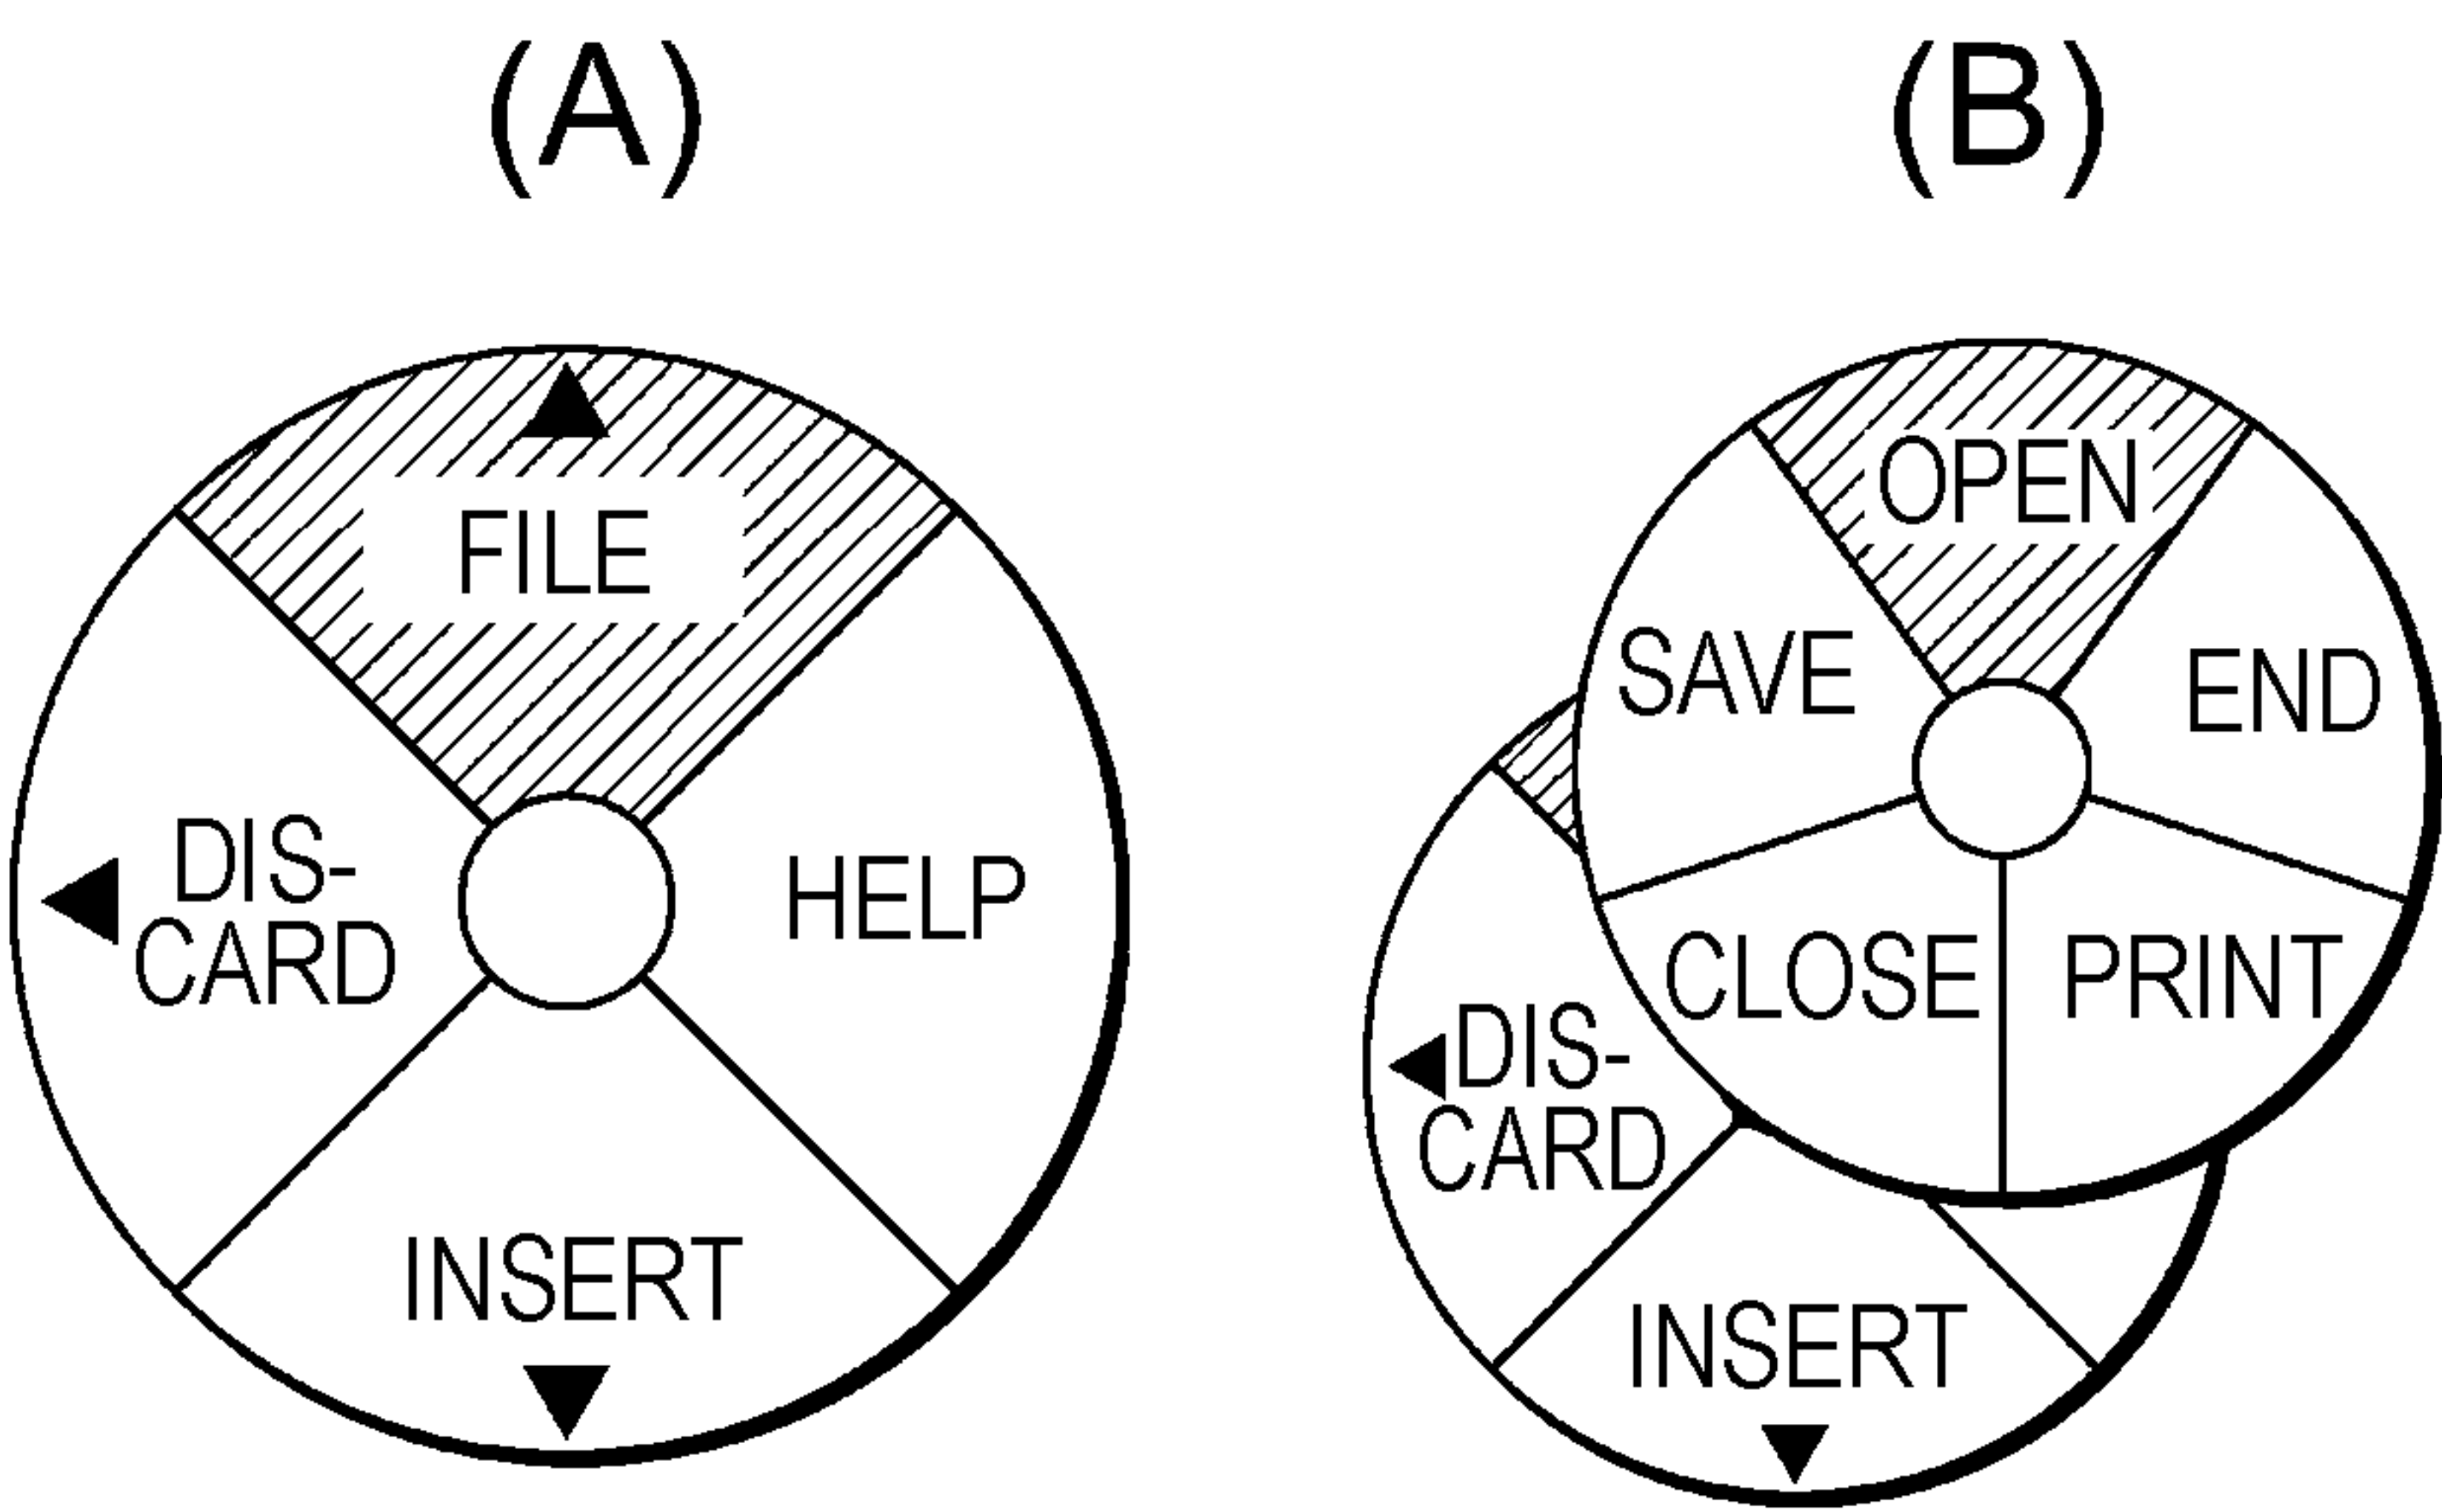 (A)
FILE
DIS-
CARD
HELP
INSERT
(B)
OPEN
SAVE
END
CLOSE
PRINT
DIS-
CARD
INSERT